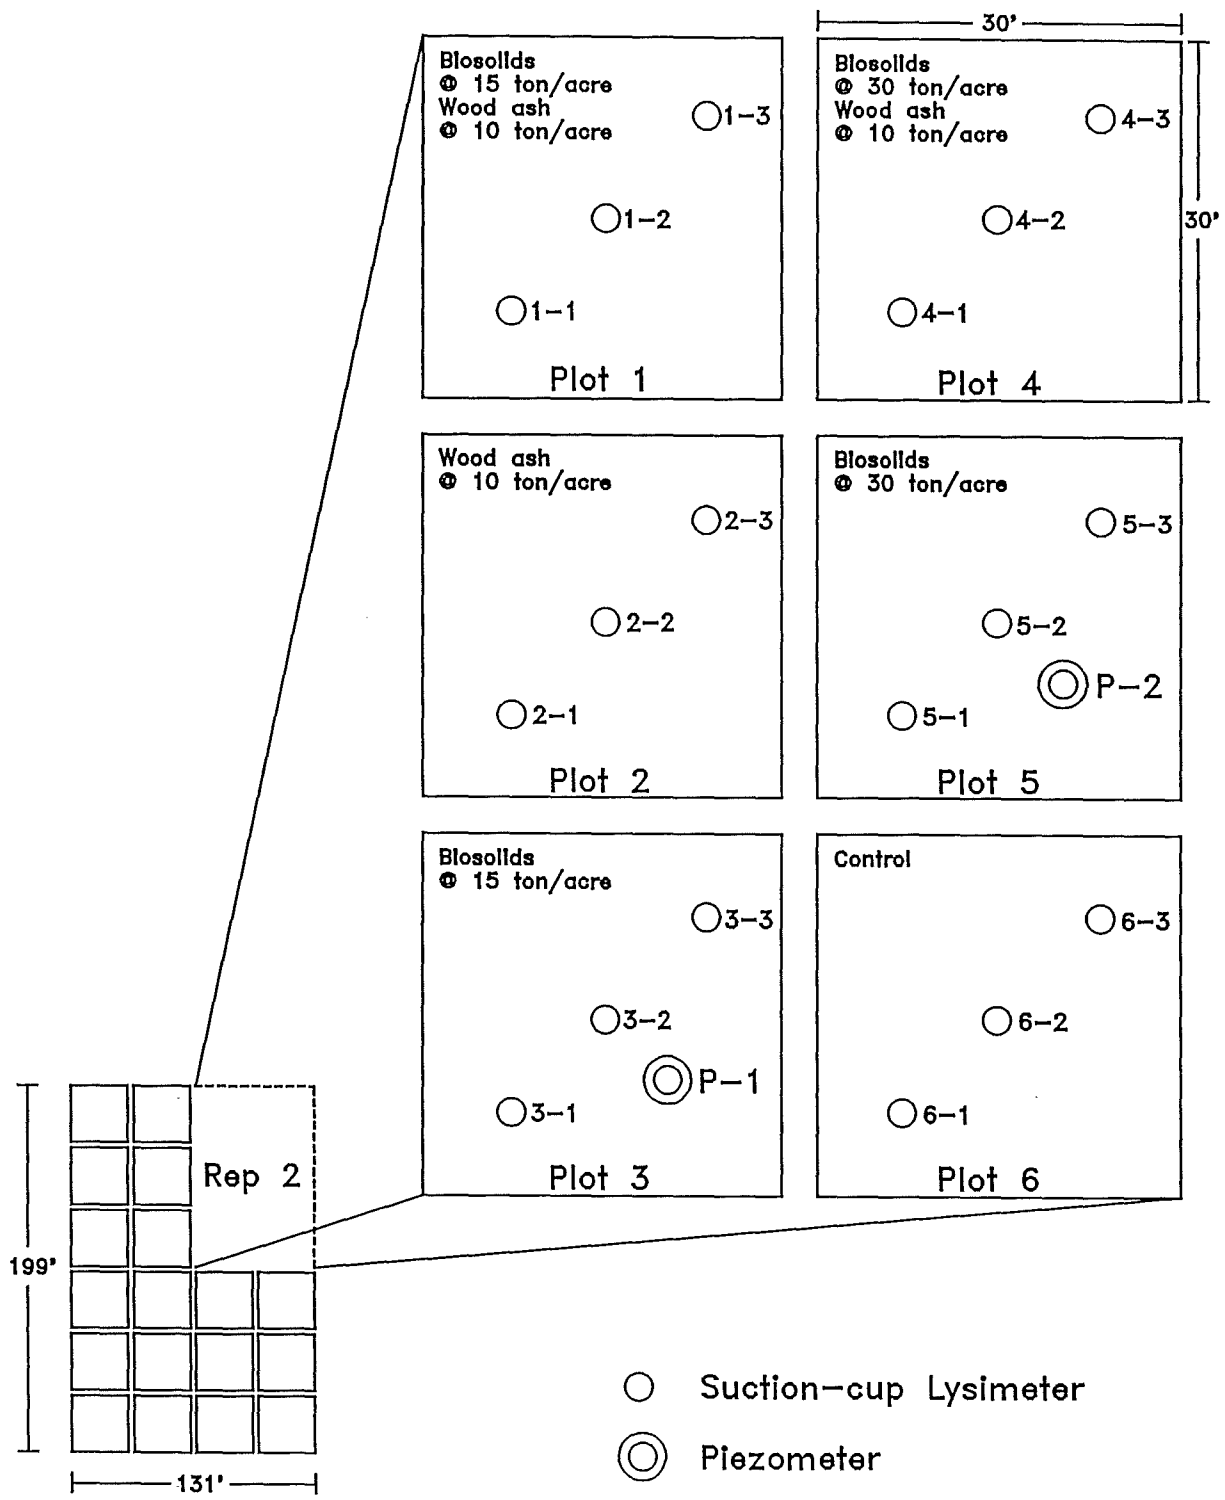 30'
Biosolids
@ 15 ton/acre
Wood ash
@ 10 ton/acre
1-3
1-2
1-1
Plot 1
Biosolids
@ 30 ton/acre
Wood ash
@ 10 ton/acre
4-3
4-2
4-1
Plot 4
30'
Wood ash
@ 10 ton/acre
2-3
2-2
2-1
Plot 2
Biosolids
@ 30 ton/acre
5-3
5-2
P-2
5-1
Plot 5
Biosolids
@ 15 ton/acre
3-3
3-2
P-1
3-1
Plot 3
Control
6-3
6-2
6-1
Plot 6
Rep 2
199'
131'
Suction-cup Lysimeter
Piezometer